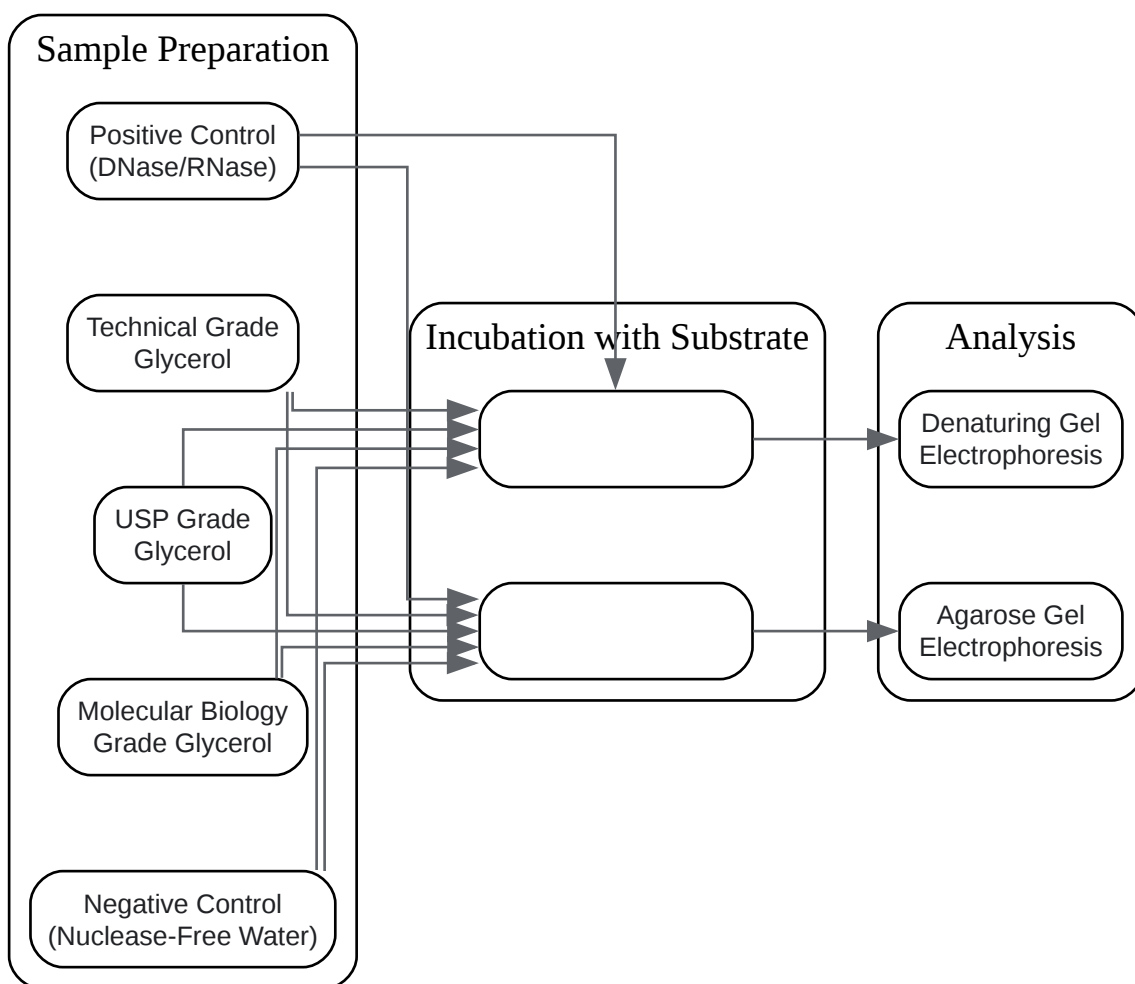 Sample Preparation
Positive Control
(DNase/RNase)
Technical Grade
Glycerol
USP Grade
Glycerol
Molecular Biology
Grade Glycerol
Negative Control
(Nuclease-Free Water)
Incubation with Substrate
Analysis
Denaturing Gel
Electrophoresis
Agarose Gel
Electrophoresis